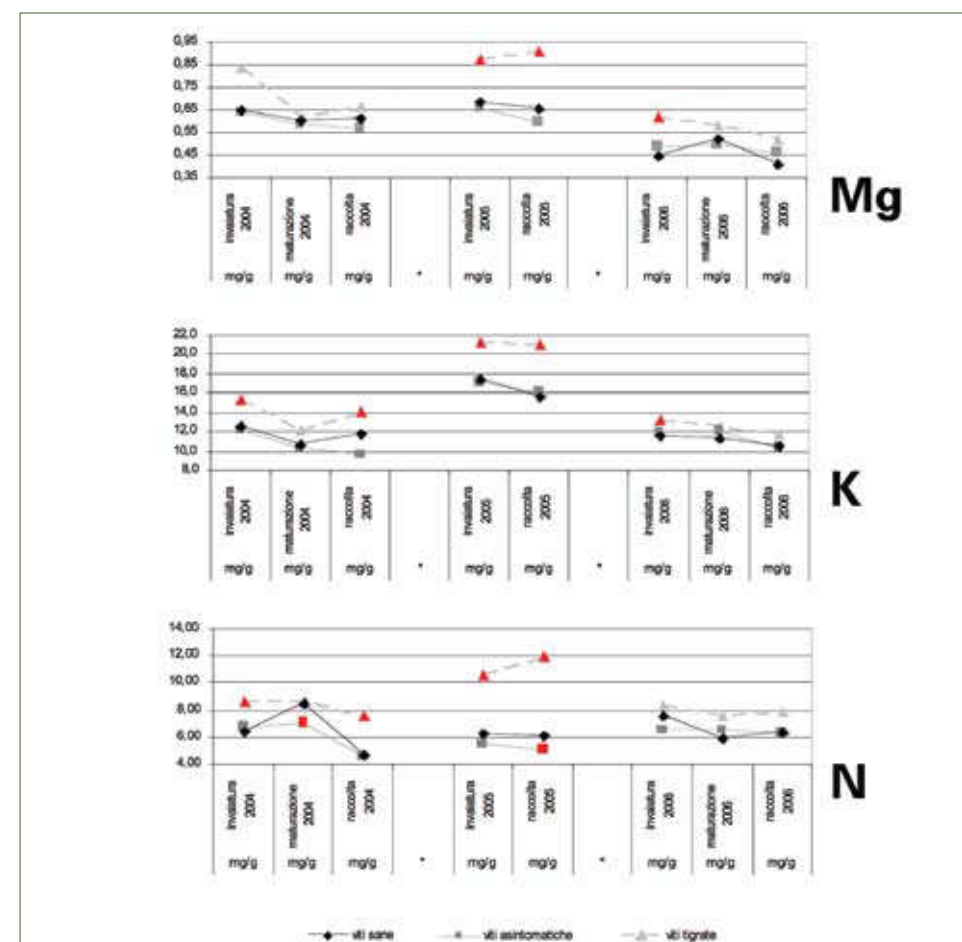 0,95
0,85
0,75
0,65
0,55
0,45
0,35
invaiatura 2004
maturazione 2004
raccolta 2004
invaiatura 2005
raccolta 2005
invaiatura 2006
maturazione 2006
raccolta 2006
mg/g mg/g mg/g * mg/g mg/g * mg/g mg/g mg/g
Mg
22,0
20,0
18,0
16,0
14,0
12,0
10,0
8,0
invaiatura 2004
maturazione 2004
raccolta 2004
invaiatura 2005
raccolta 2005
invaiatura 2006
maturazione 2006
raccolta 2006
mg/g mg/g mg/g * mg/g mg/g * mg/g mg/g mg/g
K
14,00
12,00
10,00
8,00
6,00
4,00
invaiatura 2004
maturazione 2004
raccolta 2004
invaiatura 2005
raccolta 2005
invaiatura 2006
maturazione 2006
raccolta 2006
mg/g mg/g mg/g * mg/g mg/g * mg/g mg/g mg/g
N
viti sane viti asintomatiche viti tigrate